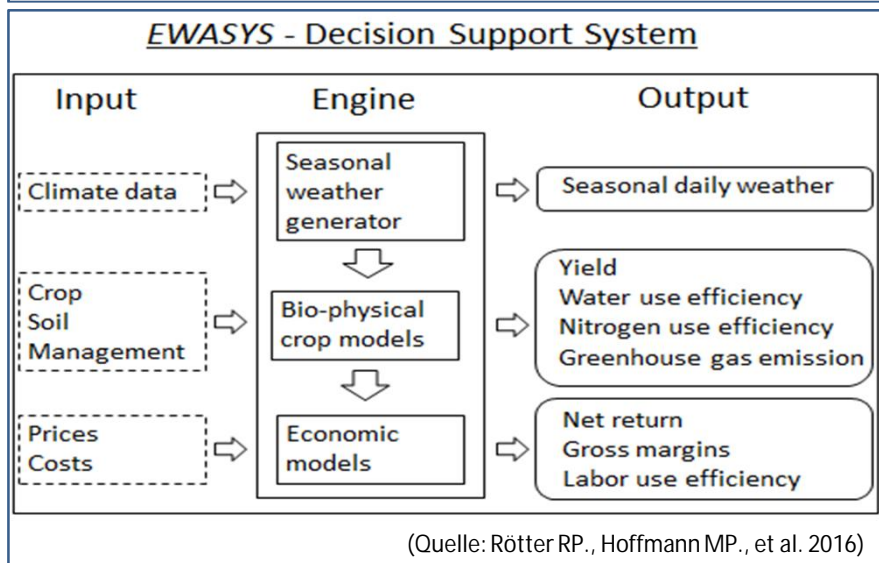 EWASYS - Decision Support System
Input Engine Output
Climate data
Seasonal
weather
generator
Seasonal daily weather
Crop
Soil
Management
Bio-physical
crop models
Yield
Water use efficiency
Nitrogen use efficiency
Greenhouse gas emission
Prices
Costs
Economic
models
Net return
Gross margins
Labor use efficiency
(Quelle: Rötter RP., Hoffmann MP., et al. 2016)